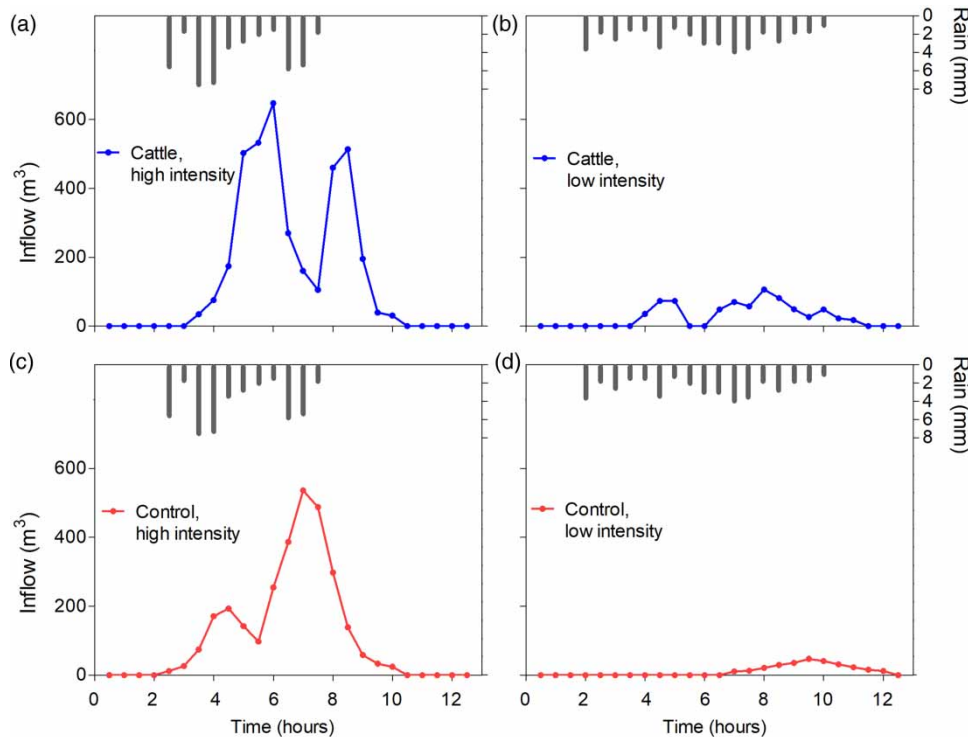 (a)
(b)
0
2
4
6
8
Rain (mm)
600
400
200
0
Inflow (m³)
Cattle,
high intensity
Cattle,
low intensity
(c)
(d)
0
2
4
6
8
Rain (mm)
600
400
200
0
Inflow (m³)
Control,
high intensity
Control,
low intensity
0 2 4 6 8 10 12
0 2 4 6 8 10 12
Time (hours)
Time (hours)